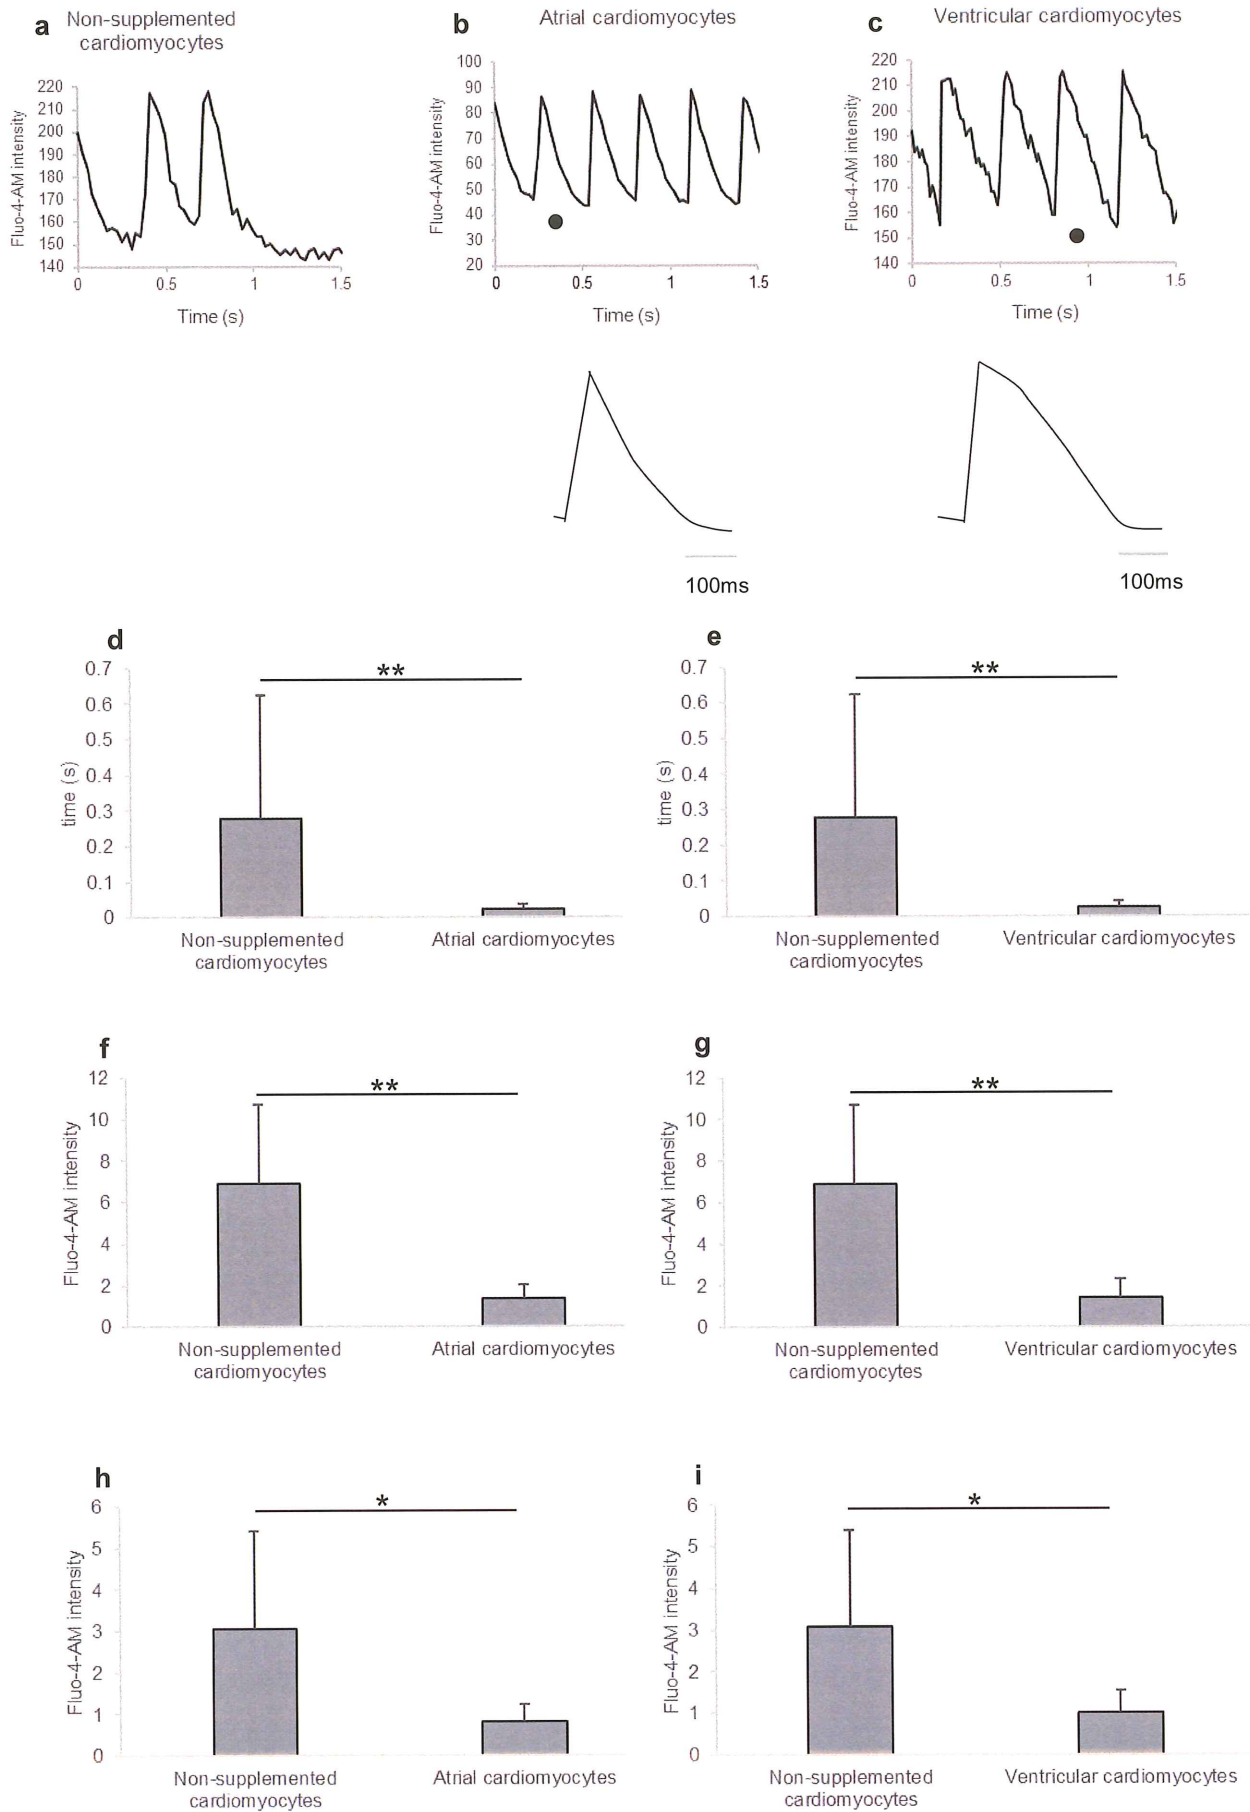 a
Non-supplemented
cardiomyocytes
Fluo-4-AM intensity
220
210
200
190
180
170
160
150
140
0
0.5
1
1.5
Time (s)
b
Atrial cardiomyocytes
Fluo-4-AM intensity
100
90
80
70
60
50
40
30
20
0
0.5
1
1.5
Time (s)
100ms
c
Ventricular cardiomyocytes
Fluo-4-AM intensity
220
210
200
190
180
170
160
150
140
0
0.5
1
1.5
Time (s)
100ms
d
**
time (s)
0.7
0.6
0.5
0.4
0.3
0.2
0.1
0
Non-supplemented
cardiomyocytes
Atrial cardiomyocytes
e
**
time (s)
0.7
0.6
0.5
0.4
0.3
0.2
0.1
0
Non-supplemented
cardiomyocytes
Ventricular cardiomyocytes
f
**
Fluo-4-AM intensity
12
10
8
6
4
2
0
Non-supplemented
cardiomyocytes
Atrial cardiomyocytes
g
**
Fluo-4-AM intensity
12
10
8
6
4
2
0
Non-supplemented
cardiomyocytes
Ventricular cardiomyocytes
h
*
Fluo-4-AM intensity
6
5
4
3
2
1
0
Non-supplemented
cardiomyocytes
Atrial cardiomyocytes
i
*
Fluo-4-AM intensity
6
5
4
3
2
1
0
Non-supplemented
cardiomyocytes
Ventricular cardiomyocytes